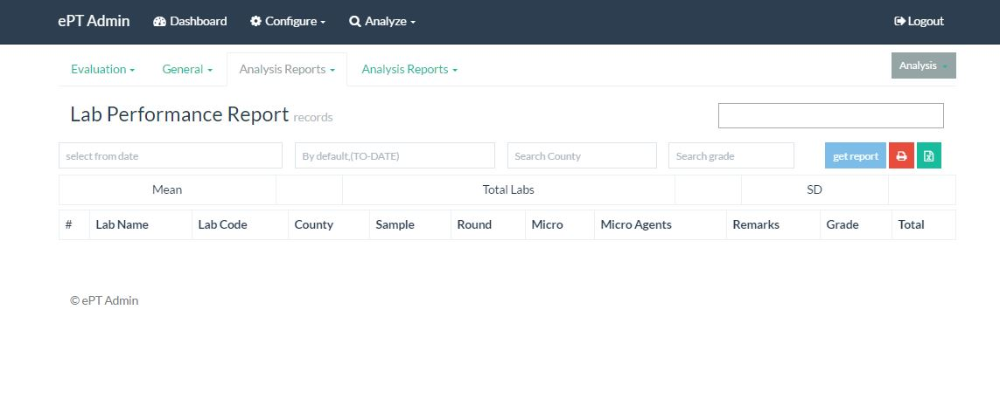 ePT Admin Dashboard Configure Analyze Logout
Evaluation General Analysis Reports Analysis Reports Analysis
Lab Performance Report records
select from date By default,(TO-DATE) Search County Search grade get report
Mean Total Labs SD
# Lab Name Lab Code County Sample Round Micro Micro Agents Remarks Grade Total
© ePT Admin